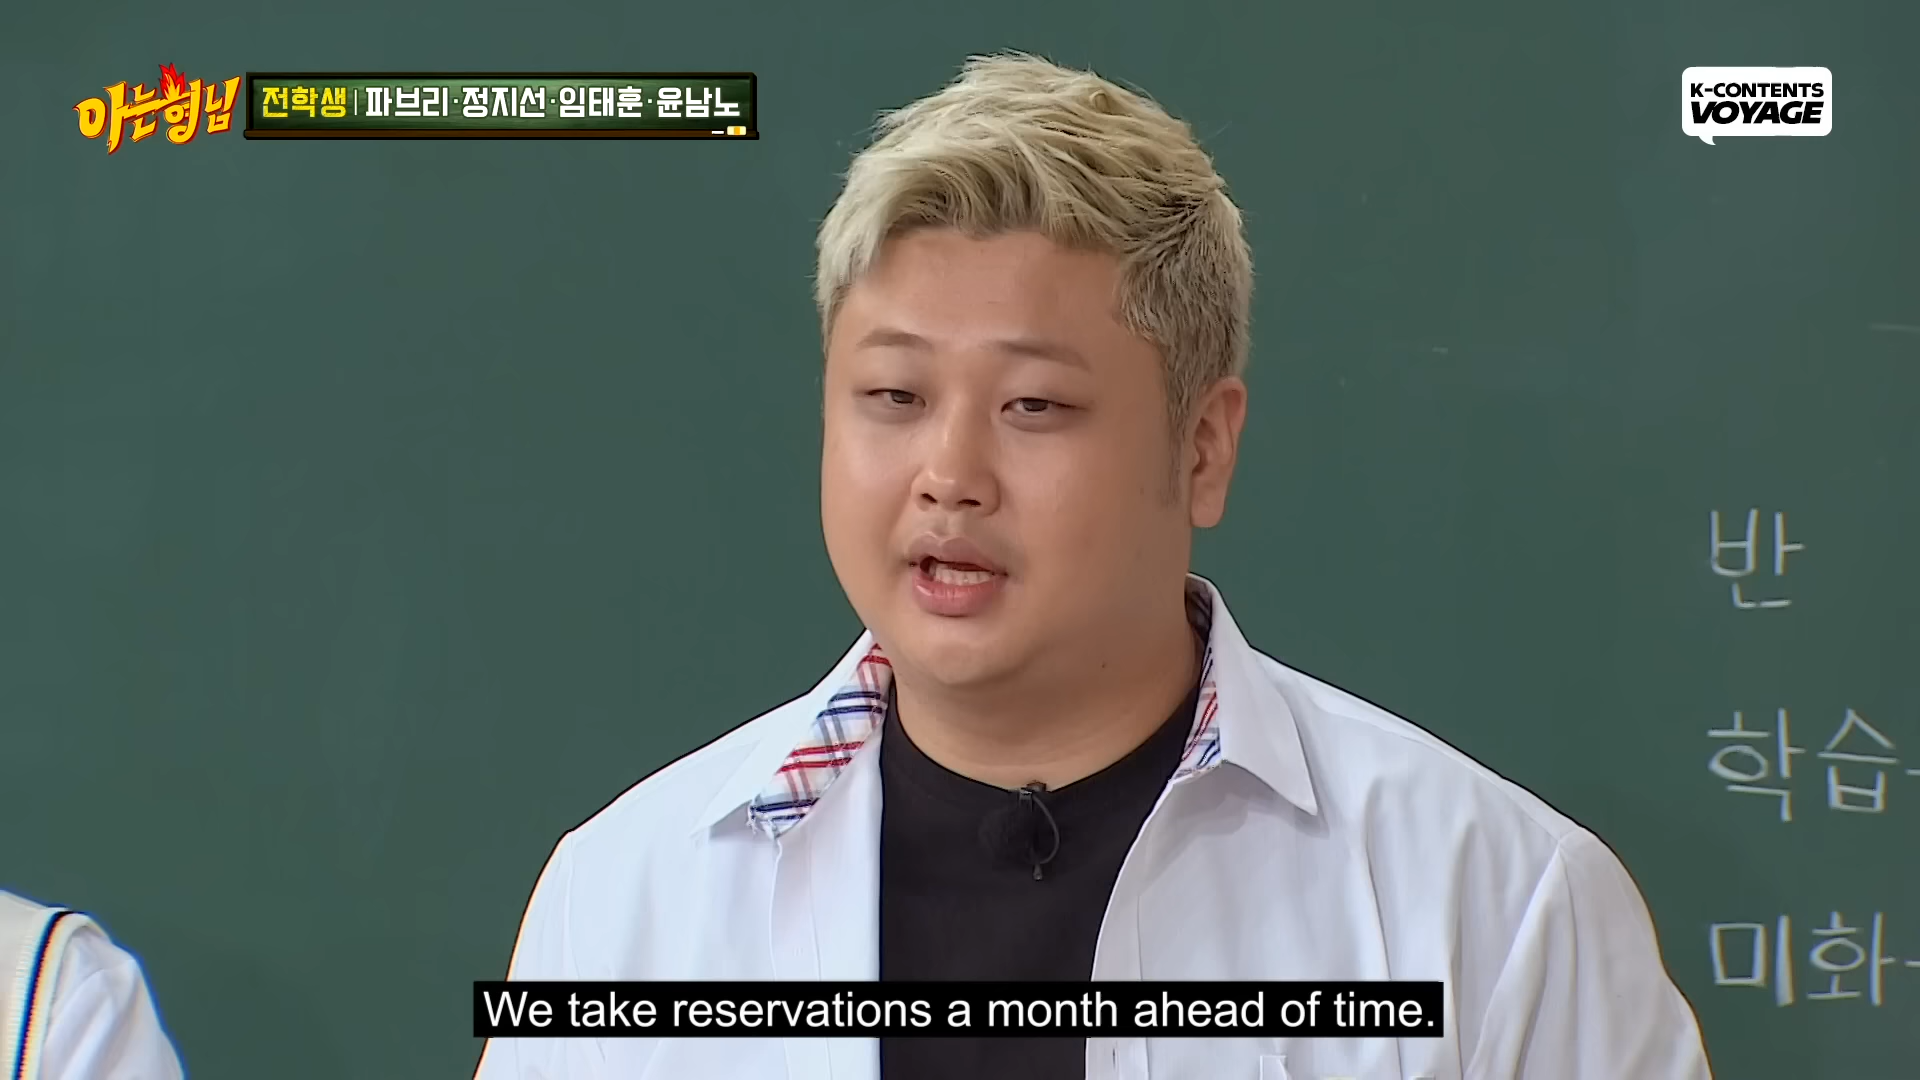 아는형님
전학생 | 파브리·정지선·임태훈·윤남노
K-CONTENTS
VOYAGE
반
학습
미화
We take reservations a month ahead of time.